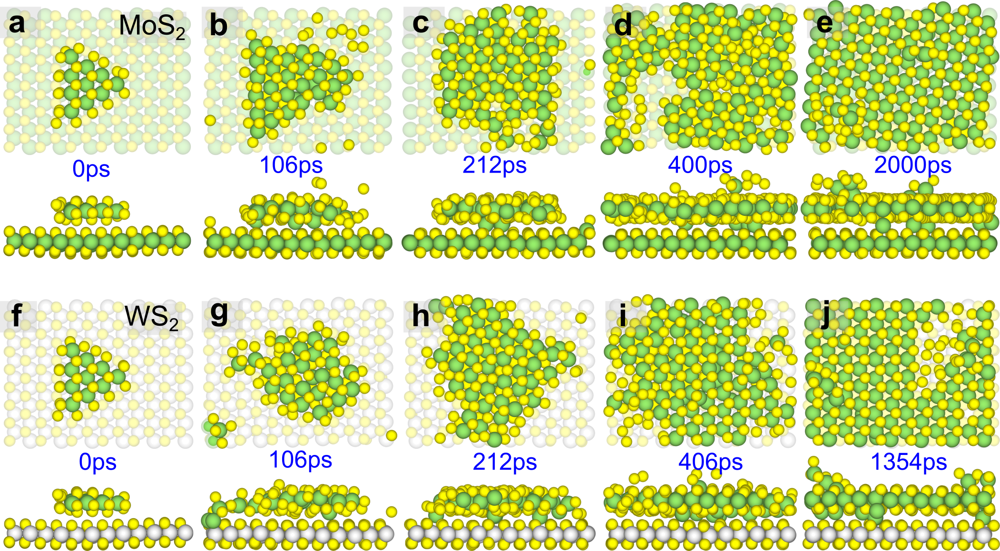 a MoS₂ b c d e
0ps 106ps 212ps 400ps 2000ps
f WS₂ g h i j
0ps 106ps 212ps 406ps 1354ps